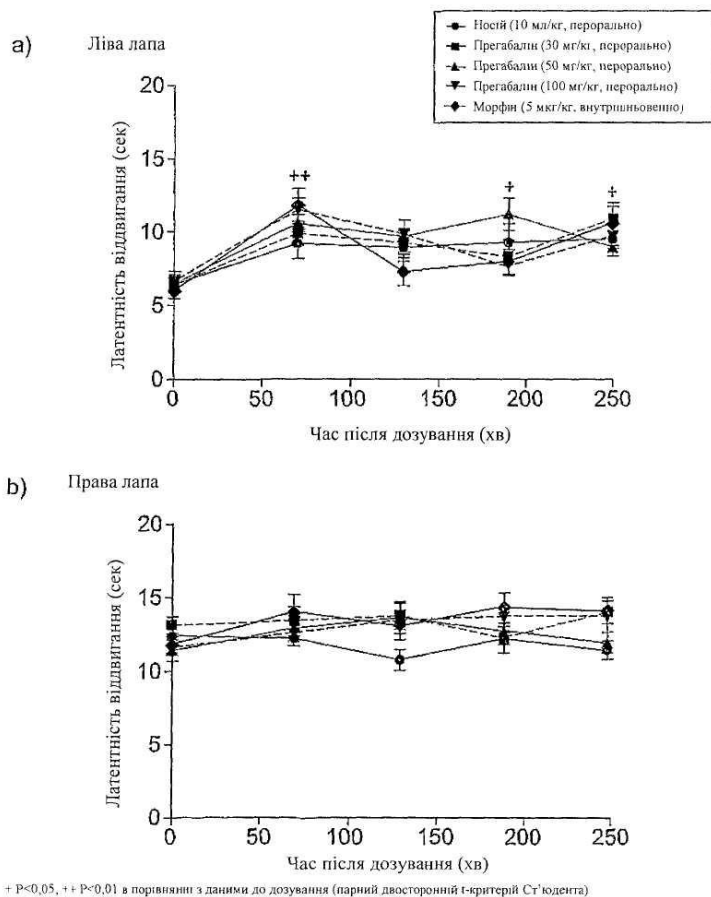 a) Ліва лапа
Носій (10 мл/кг, перорально)
Прегабалін (30 мг/кг, перорально)
Прегабалін (50 мг/кг, перорально)
Прегабалін (100 мг/кг, перорально)
Морфін (5 мкг/кг, внутрішньовенно)
Латентність віддвигання (сек)
20
15
10
5
0
++
+
+
0 50 100 150 200 250
Час після дозування (хв)
b) Права лапа
Латентність віддвигання (сек)
20
15
10
5
0
0 50 100 150 200 250
Час після дозування (хв)
+ P<0,05, ++ P<0,01 в порівнянні з даними до дозування (парний двосторонній t-критерій Ст'юдента)